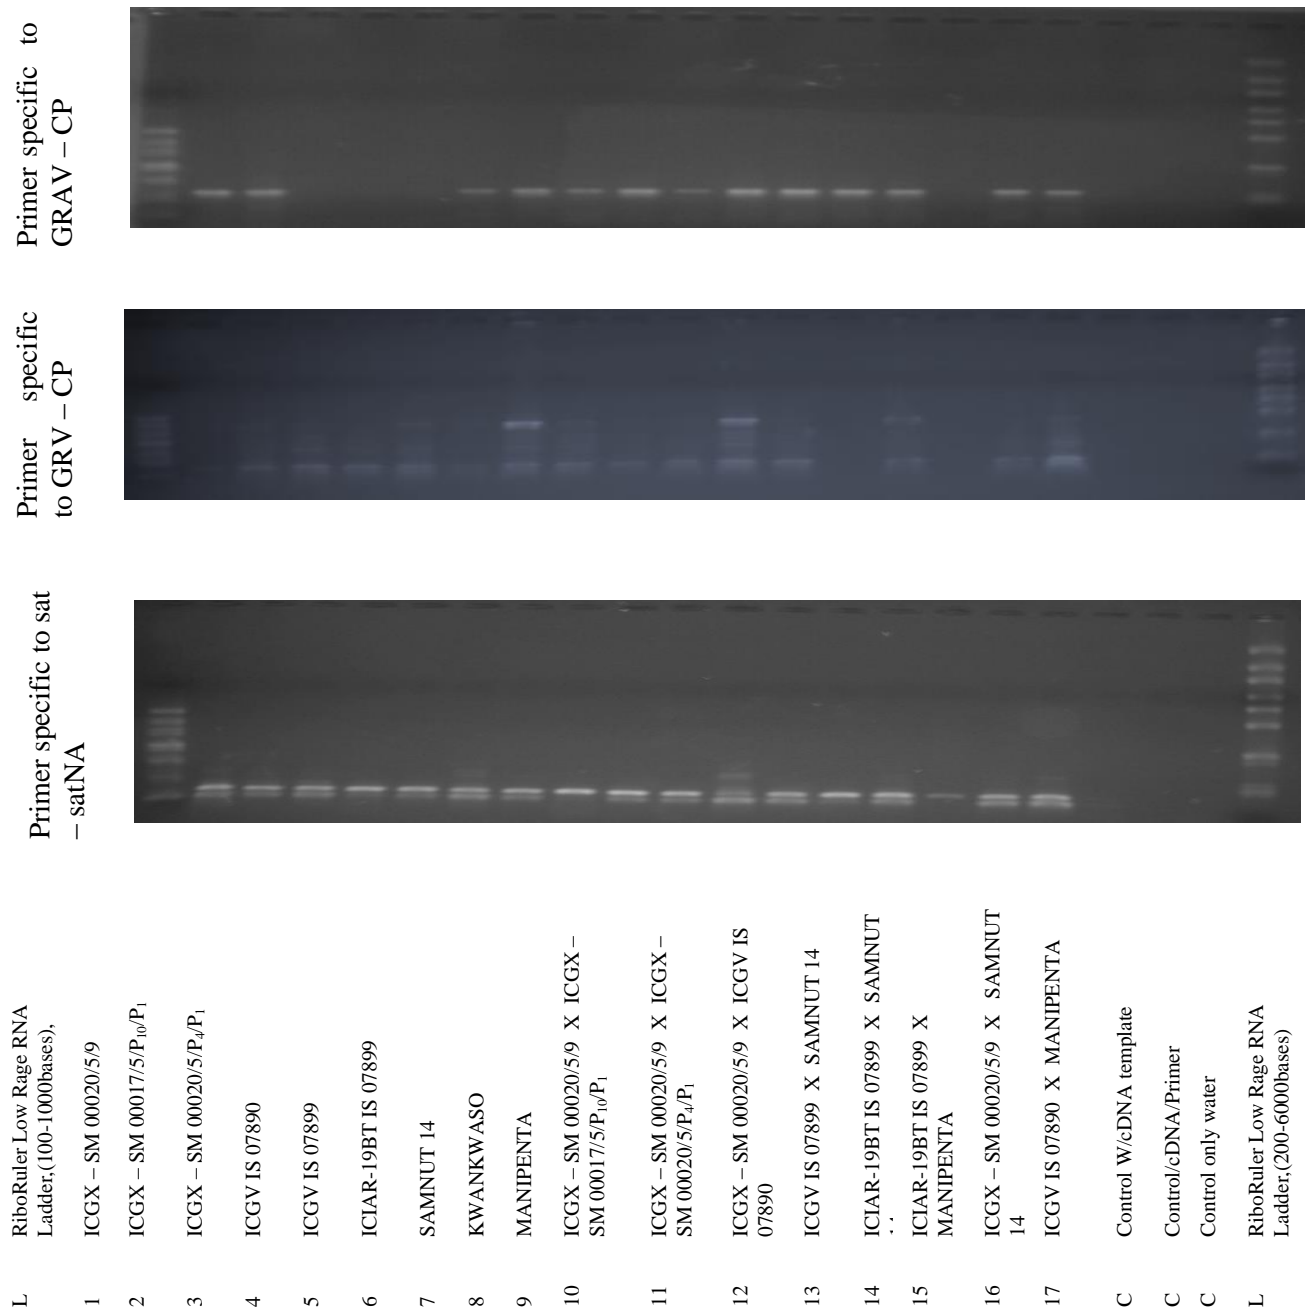 Primer specific to
GRAV – CP
Primer specific
to GRV – CP
Primer specific to sat
– satNA
L RiboRuler Low Rage RNA
Ladder,(100-1000bases),
1 ICGX – SM 00020/5/9
2 ICGX – SM 00017/5/P₁₀/P₁
3 ICGX – SM 00020/5/P₄/P₁
4 ICGV IS 07890
5 ICGV IS 07899
6 ICIAR-19BT IS 07899
7 SAMNUT 14
8 KWANKWASO
9 MANIPENTA
10 ICGX – SM 00020/5/9 X ICGX –
SM 00017/5/P₁₀/P₁
11 ICGX – SM 00020/5/9 X ICGX –
SM 00020/5/P₄/P₁
12 ICGX – SM 00020/5/9 X ICGV IS
07890
13 ICGV IS 07899 X SAMNUT 14
14 ICIAR-19BT IS 07899 X SAMNUT
15 ICIAR-19BT IS 07899 X
MANIPENTA
16 ICGX – SM 00020/5/9 X SAMNUT
14
17 ICGV IS 07890 X MANIPENTA
C Control W/cDNA template
C Control/cDNA/Primer
C Control only water
L RiboRuler Low Rage RNA
Ladder,(200-6000bases)